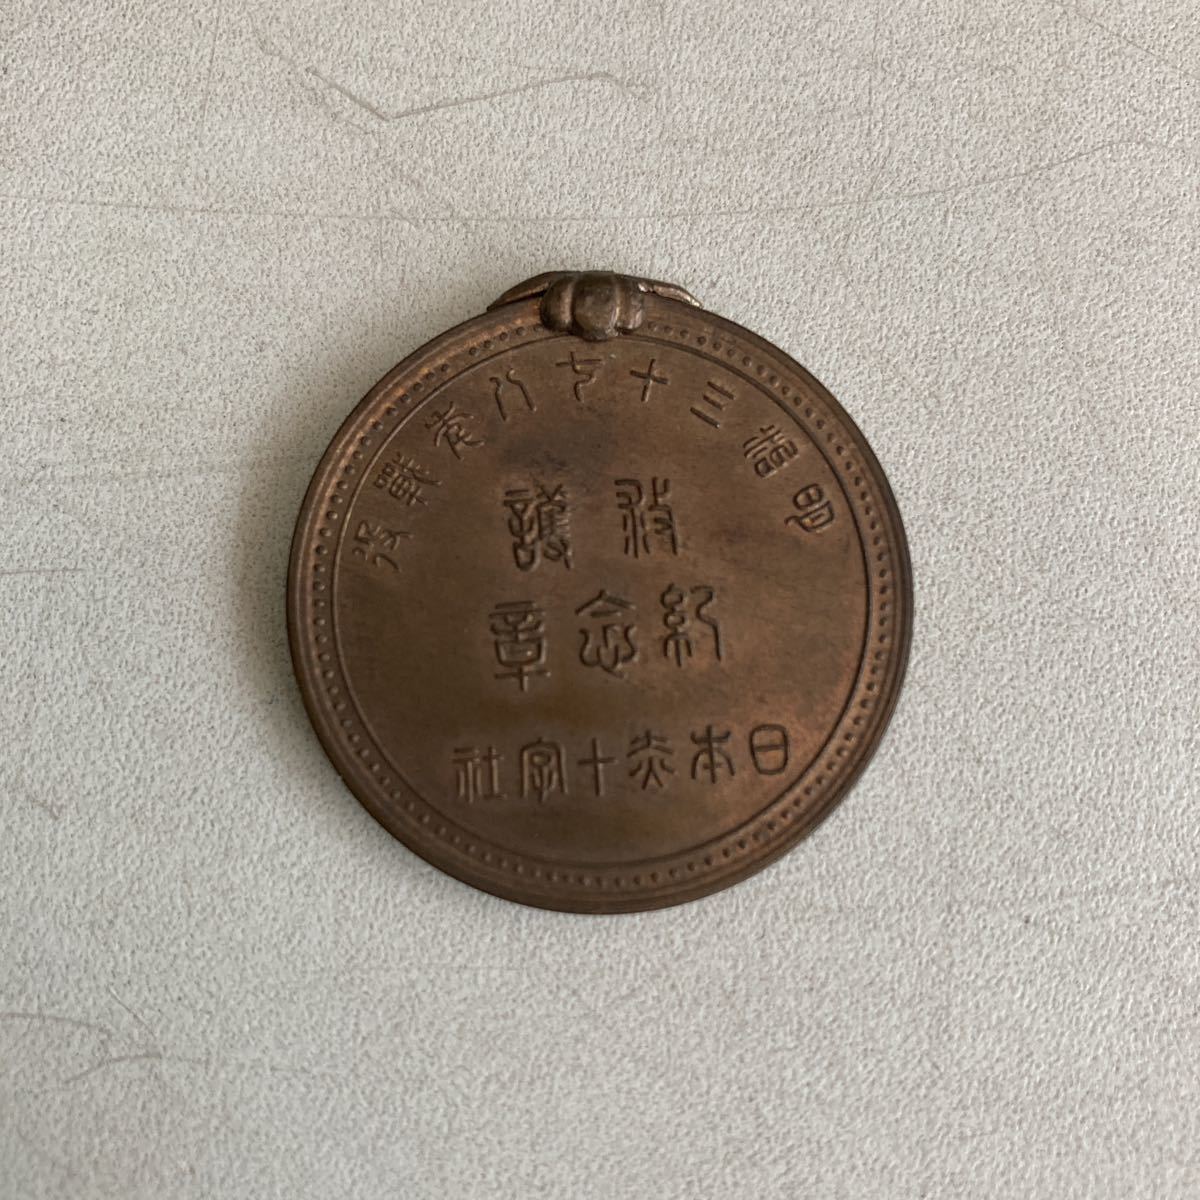 明治三十七八年戰役
救護
紀念章
日本赤十字社